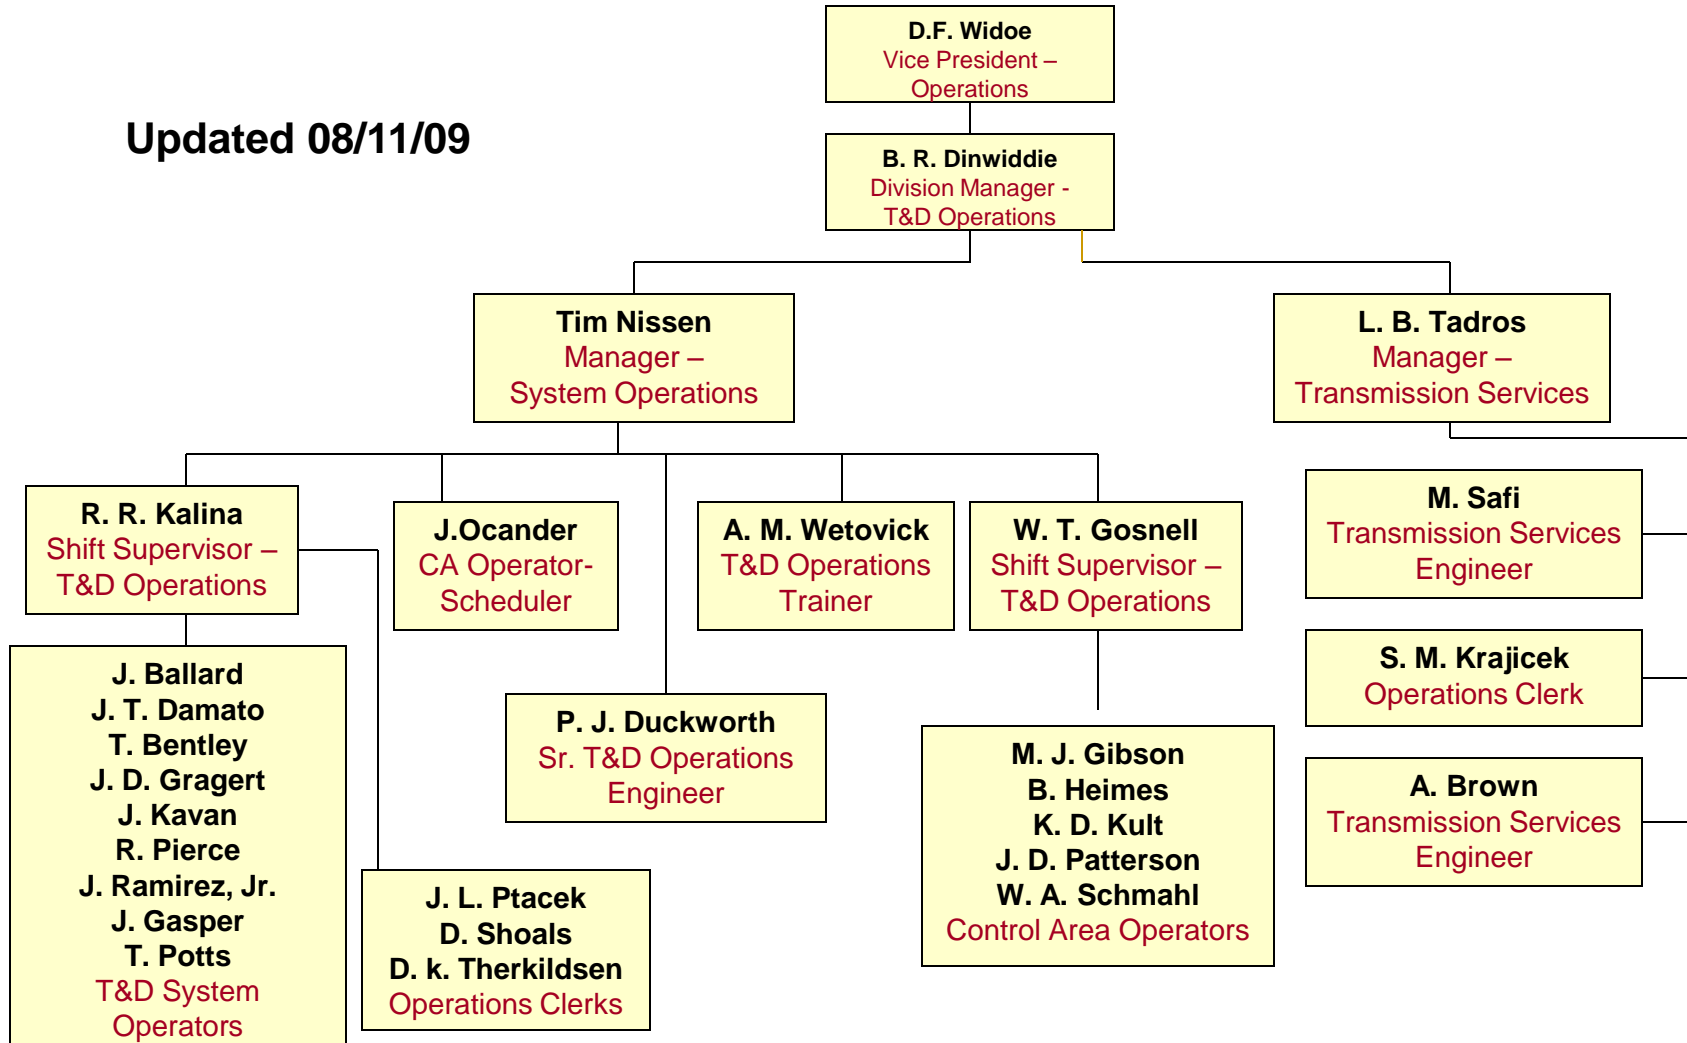 D.F. Widoe
Vice President –
Operations
Updated 08/11/09
B. R. Dinwiddie
Division Manager -
T&D Operations
Tim Nissen
Manager –
System Operations
L. B. Tadros
Manager –
Transmission Services
R. R. Kalina
Shift Supervisor –
T&D Operations
J.Ocander
CA Operator-
Scheduler
A. M. Wetovick
T&D Operations
Trainer
W. T. Gosnell
Shift Supervisor –
T&D Operations
M. Safi
Transmission Services
Engineer
S. M. Krajicek
Operations Clerk
A. Brown
Transmission Services
Engineer
P. J. Duckworth
Sr. T&D Operations
Engineer
J. Ballard
J. T. Damato
T. Bentley
J. D. Gragert
J. Kavan
R. Pierce
J. Ramirez, Jr.
J. Gasper
T. Potts
T&D System
Operators
J. L. Ptacek
D. Shoals
D. k. Therkildsen
Operations Clerks
M. J. Gibson
B. Heimes
K. D. Kult
J. D. Patterson
W. A. Schmahl
Control Area Operators